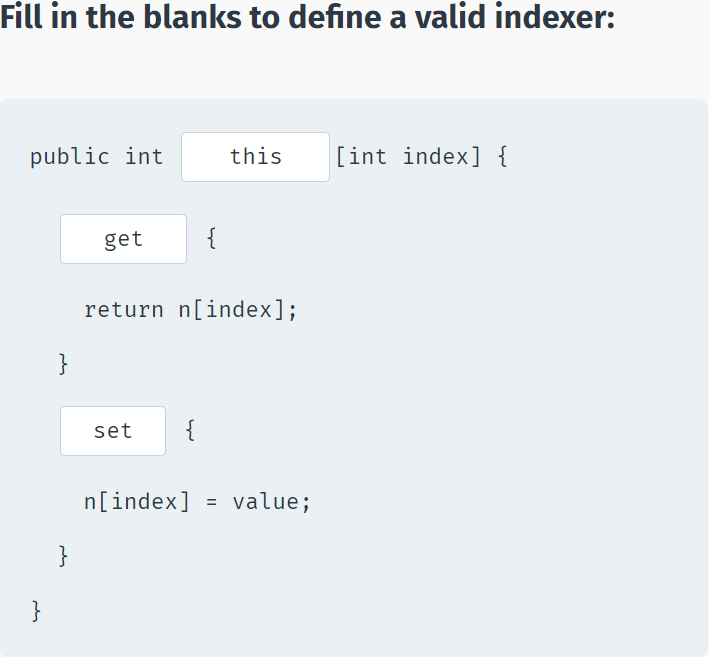 Fill in the blanks to define a valid indexer:
public int this [int index] {
get {
return n[index];
}
set {
n[index] = value;
}
}